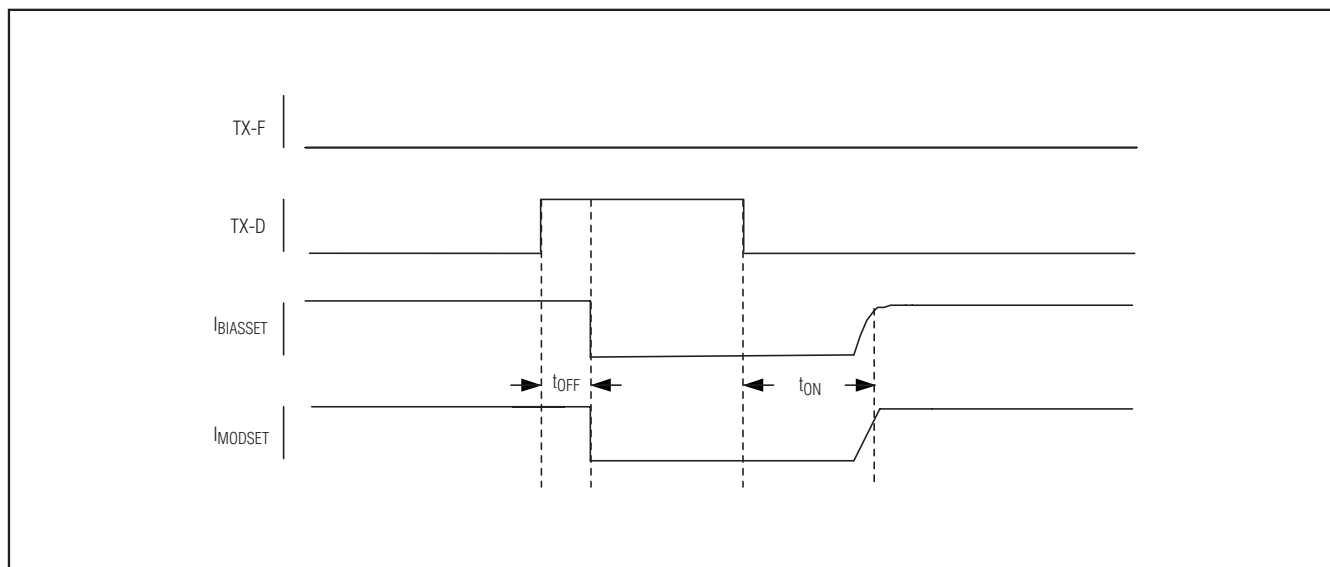 TX-F
TX-D
IBIASSET
tOFF
tON
IMODSET